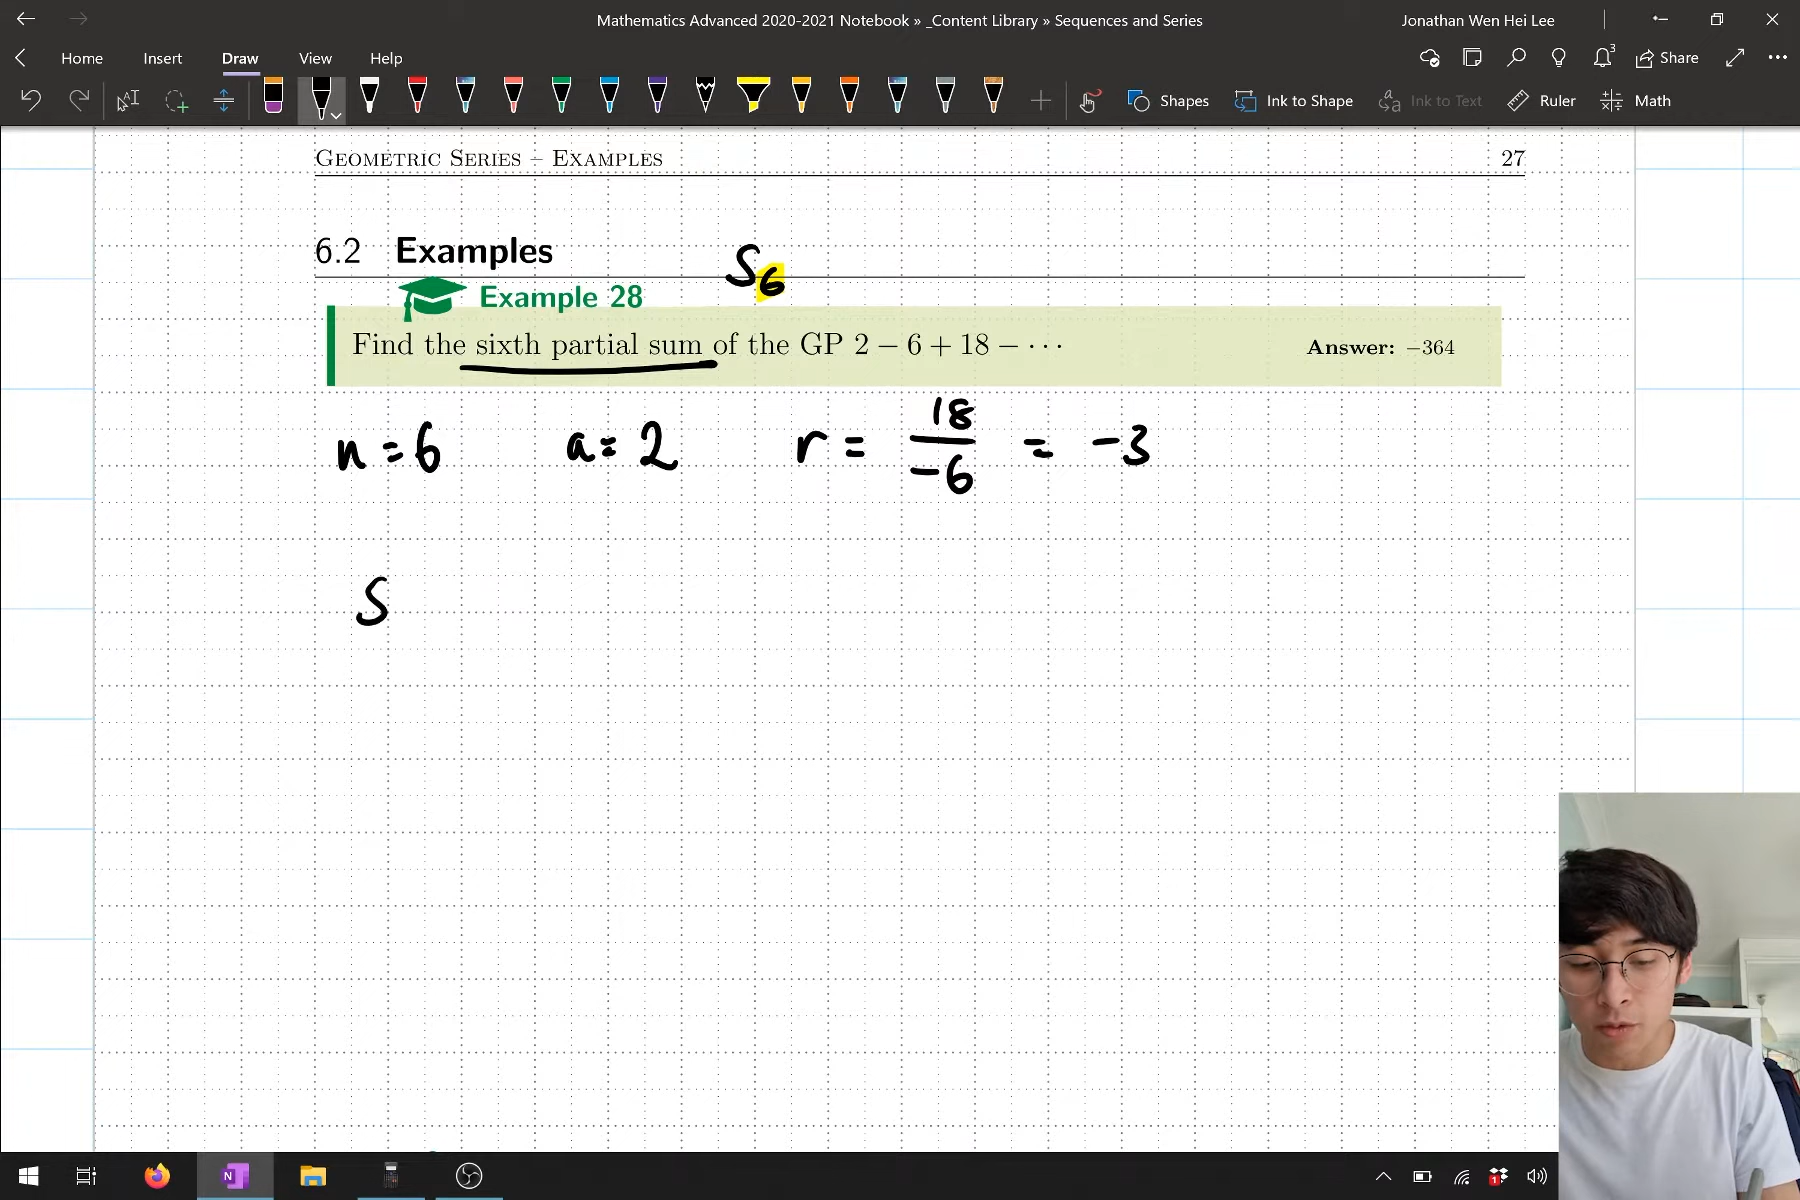 Mathematics Advanced 2020-2021 Notebook » _Content Library » Sequences and Series
Jonathan Wen Hei Lee
Home Insert Draw View Help
3
Share
Shapes
Ink to Shape
Ink to Text
Ruler
Math
GEOMETRIC SERIES – EXAMPLES 27
6.2 Examples
S₆
Example 28
Find the sixth partial sum of the GP 2 − 6 + 18 − ⋯ Answer: −364
n = 6 a = 2 r = 18/−6 = −3
S
N
1